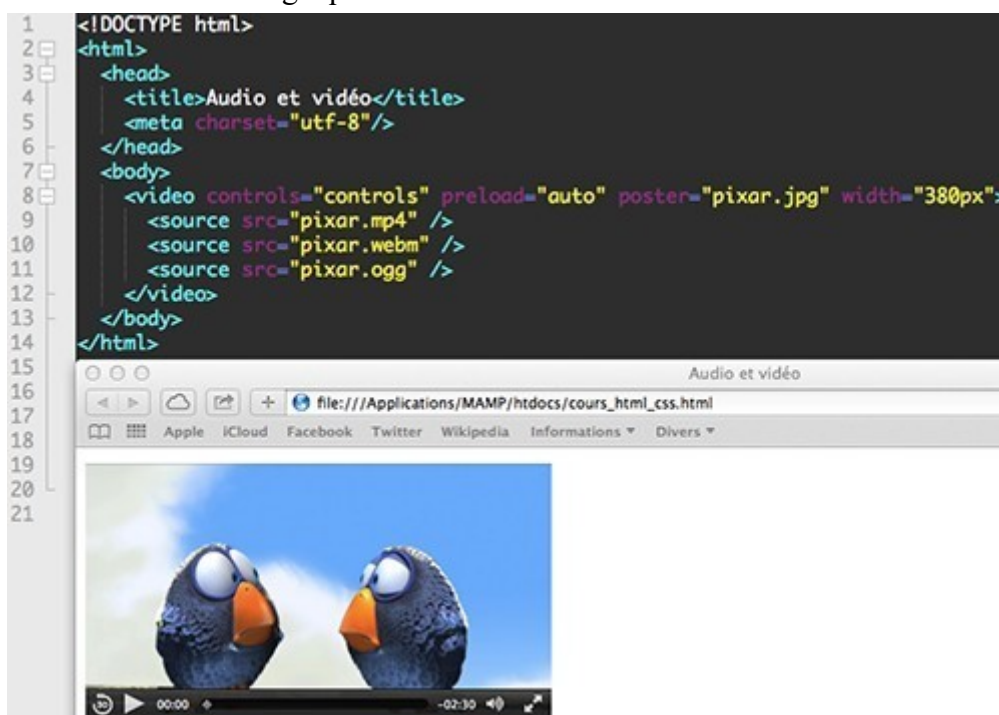 1 <!DOCTYPE html>
2 <html>
3 <head>
4 <title>Audio et vidéo</title>
5 <meta charset="utf-8"/>
6 </head>
7 <body>
8 <video controls="controls" preload="auto" poster="pixar.jpg" width="380px">
9 <source src="pixar.mp4" />
10 <source src="pixar.webm" />
11 <source src="pixar.ogg" />
12 </video>
13 </body>
14 </html>
15
Audio et vidéo
16
file:///Applications/MAMP/htdocs/cours_html_css.html
17
Apple iCloud Facebook Twitter Wikipedia Informations Divers
18
19
20
21
30 00:00 -02:30